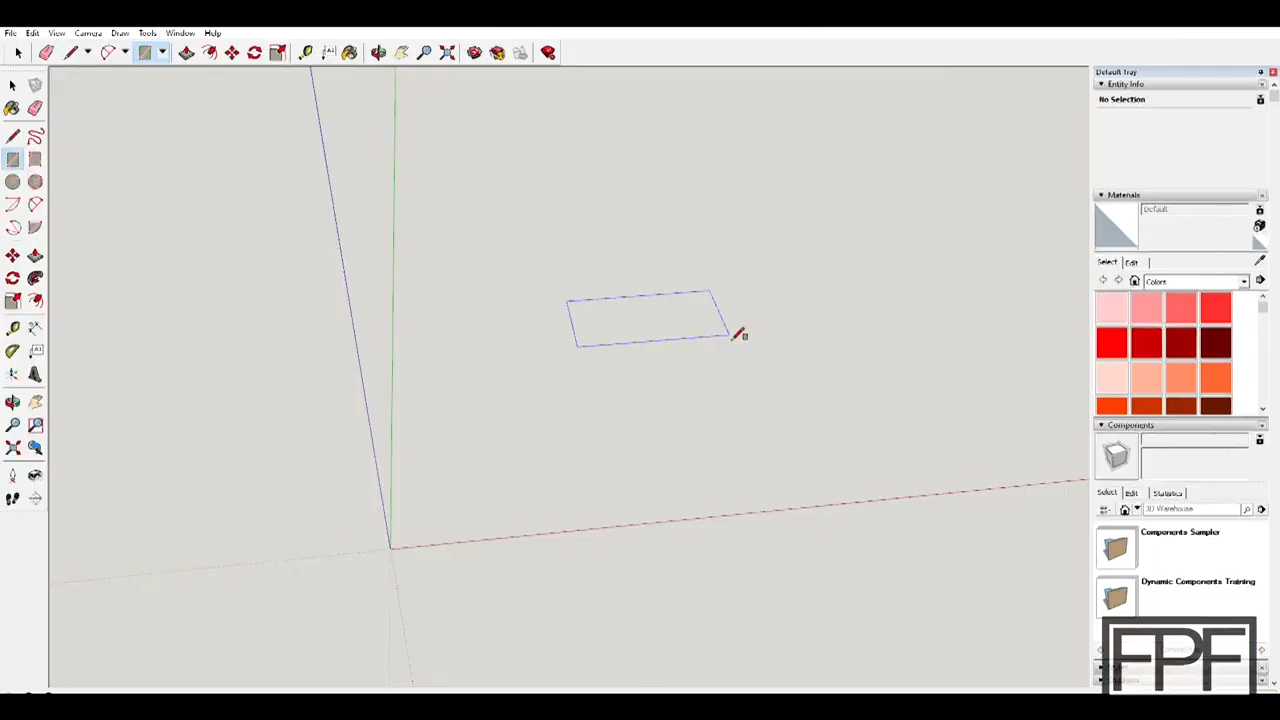 File Edit View Camera Draw Tools Window Help
Default Tray
Entity Info
No Selection
Materials
Default
Select Edit
Colors
Components
Select Edit Statistics
3D Warehouse
Components Sampler
Dynamic Components Training
FPF